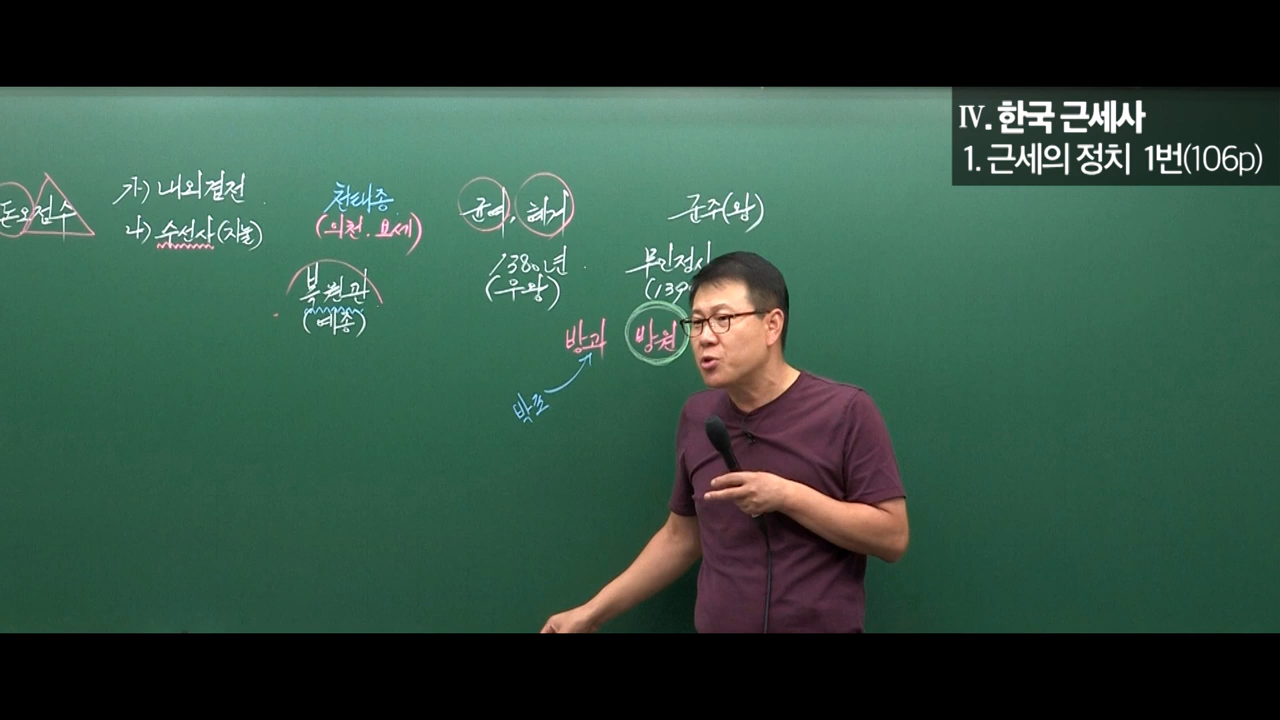 Ⅳ. 한국 근세사
1. 근세의 정치 1번(106p)
돈오점수
가) 내외겸전
나) 수선사(지눌)
천태종
(의천. 요세)
복원관
(예종)
균여, 혜거
1380년
(우왕)
군주(왕)
무인정사
(139
방과 방원